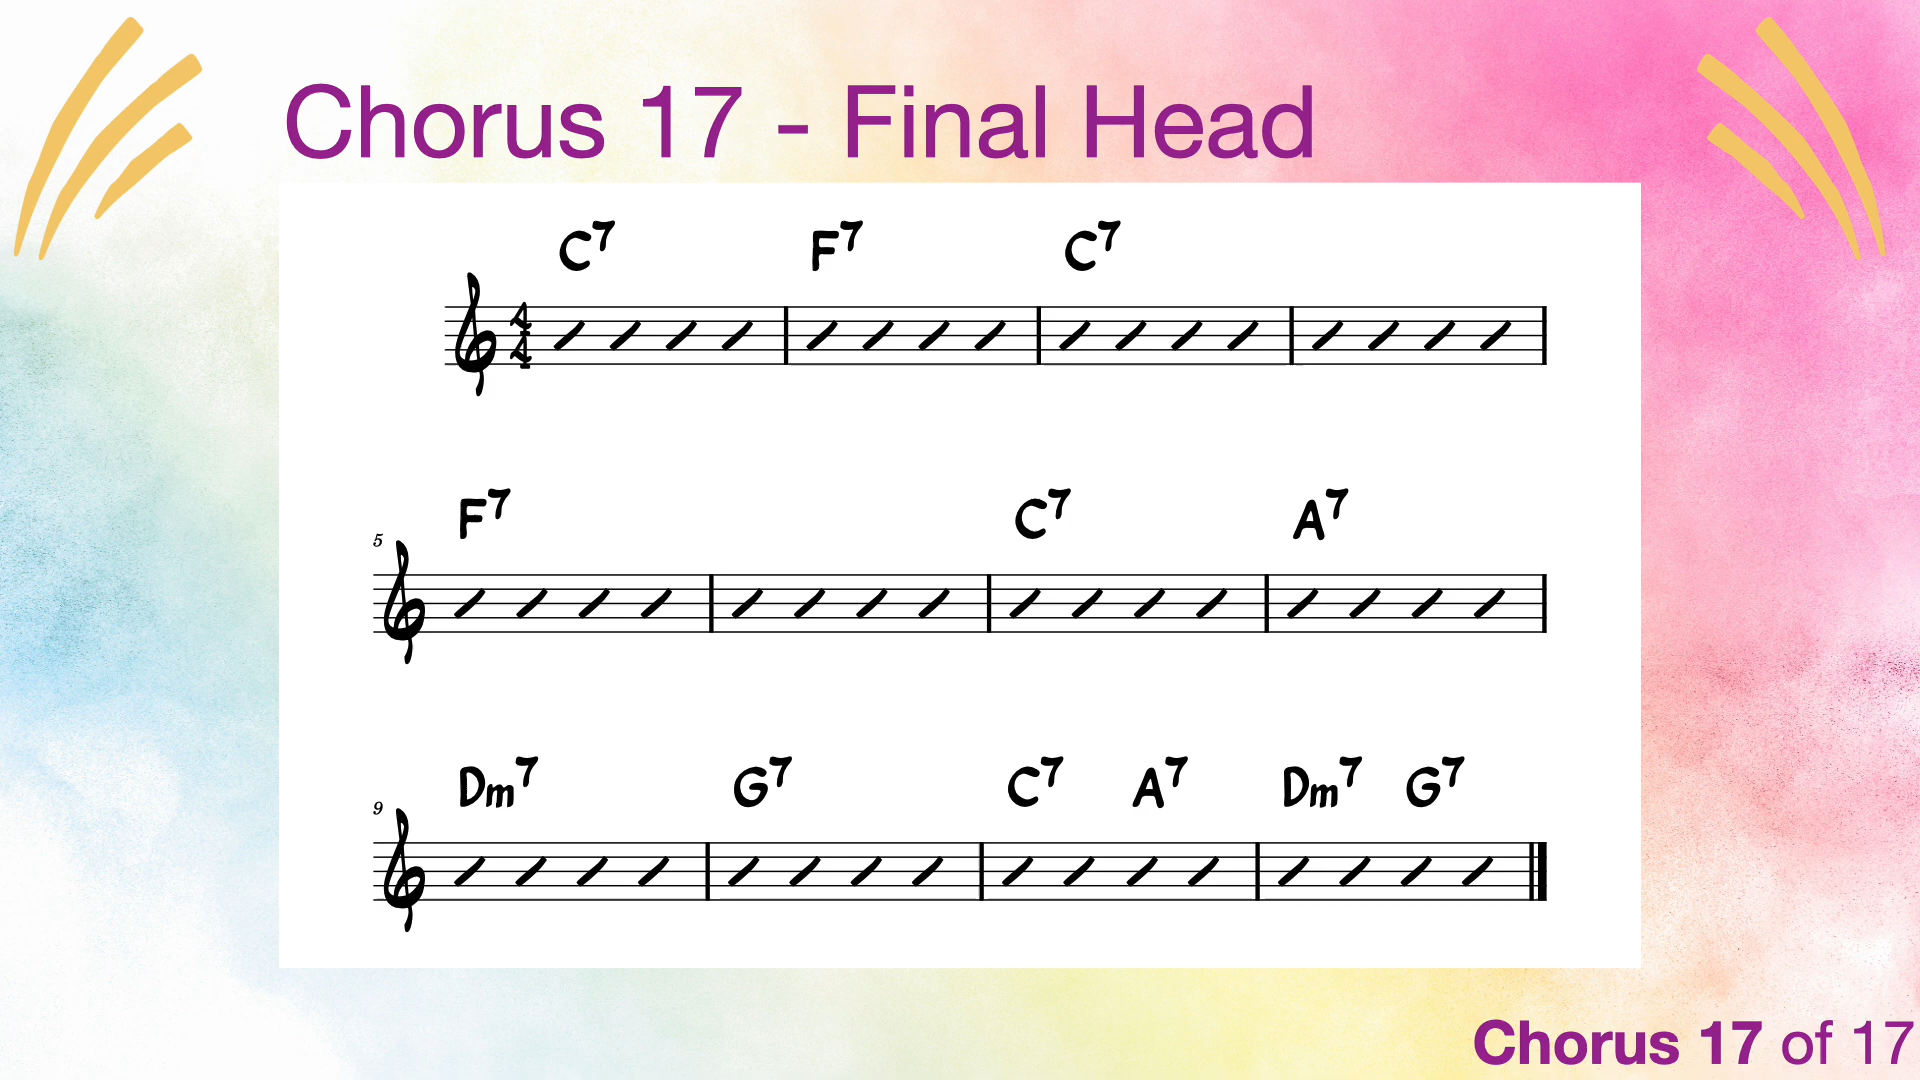 Chorus 17 - Final Head
C7 F7 C7
4
4
F7 C7 A7
5
Dm7 G7 C7 A7 Dm7 G7
9
Chorus 17 of 17